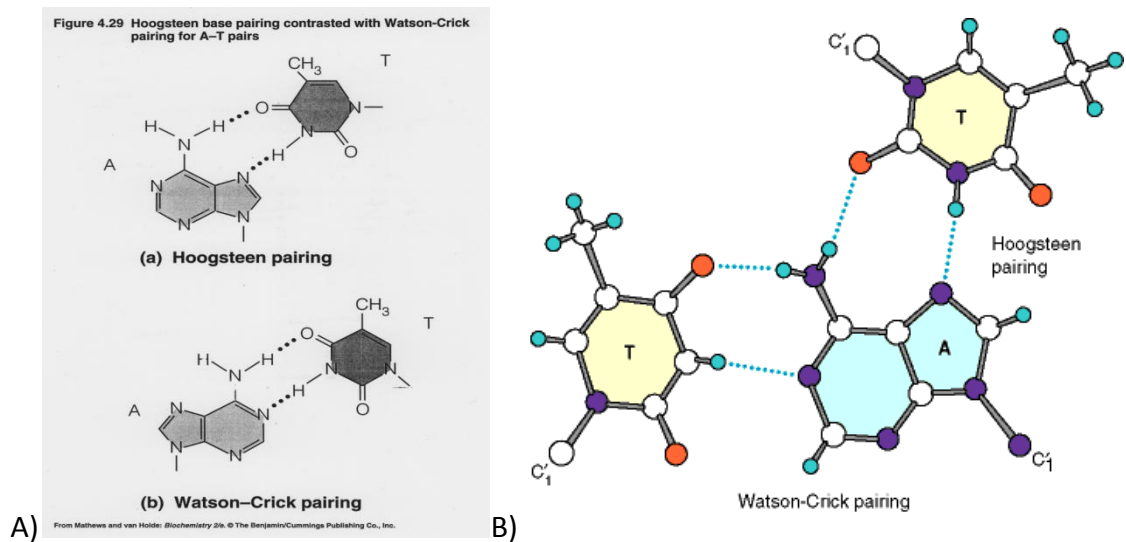 Figure 4.29 Hoogsteen base pairing contrasted with Watson-Crick
pairing for A–T pairs
CH3
T
O
N
H
H
N
N
H
O
A
N
N
N
N
(a) Hoogsteen pairing
CH3
T
O
H
H
N
N
H
N
O
A
N
N
N
N
(b) Watson–Crick pairing
From Mathews and van Holde: Biochemistry 2/e. © The Benjamin/Cummings Publishing Co., Inc.
A)
C′1
T
Hoogsteen
pairing
T
A
C′1
C′1
Watson-Crick pairing
B)